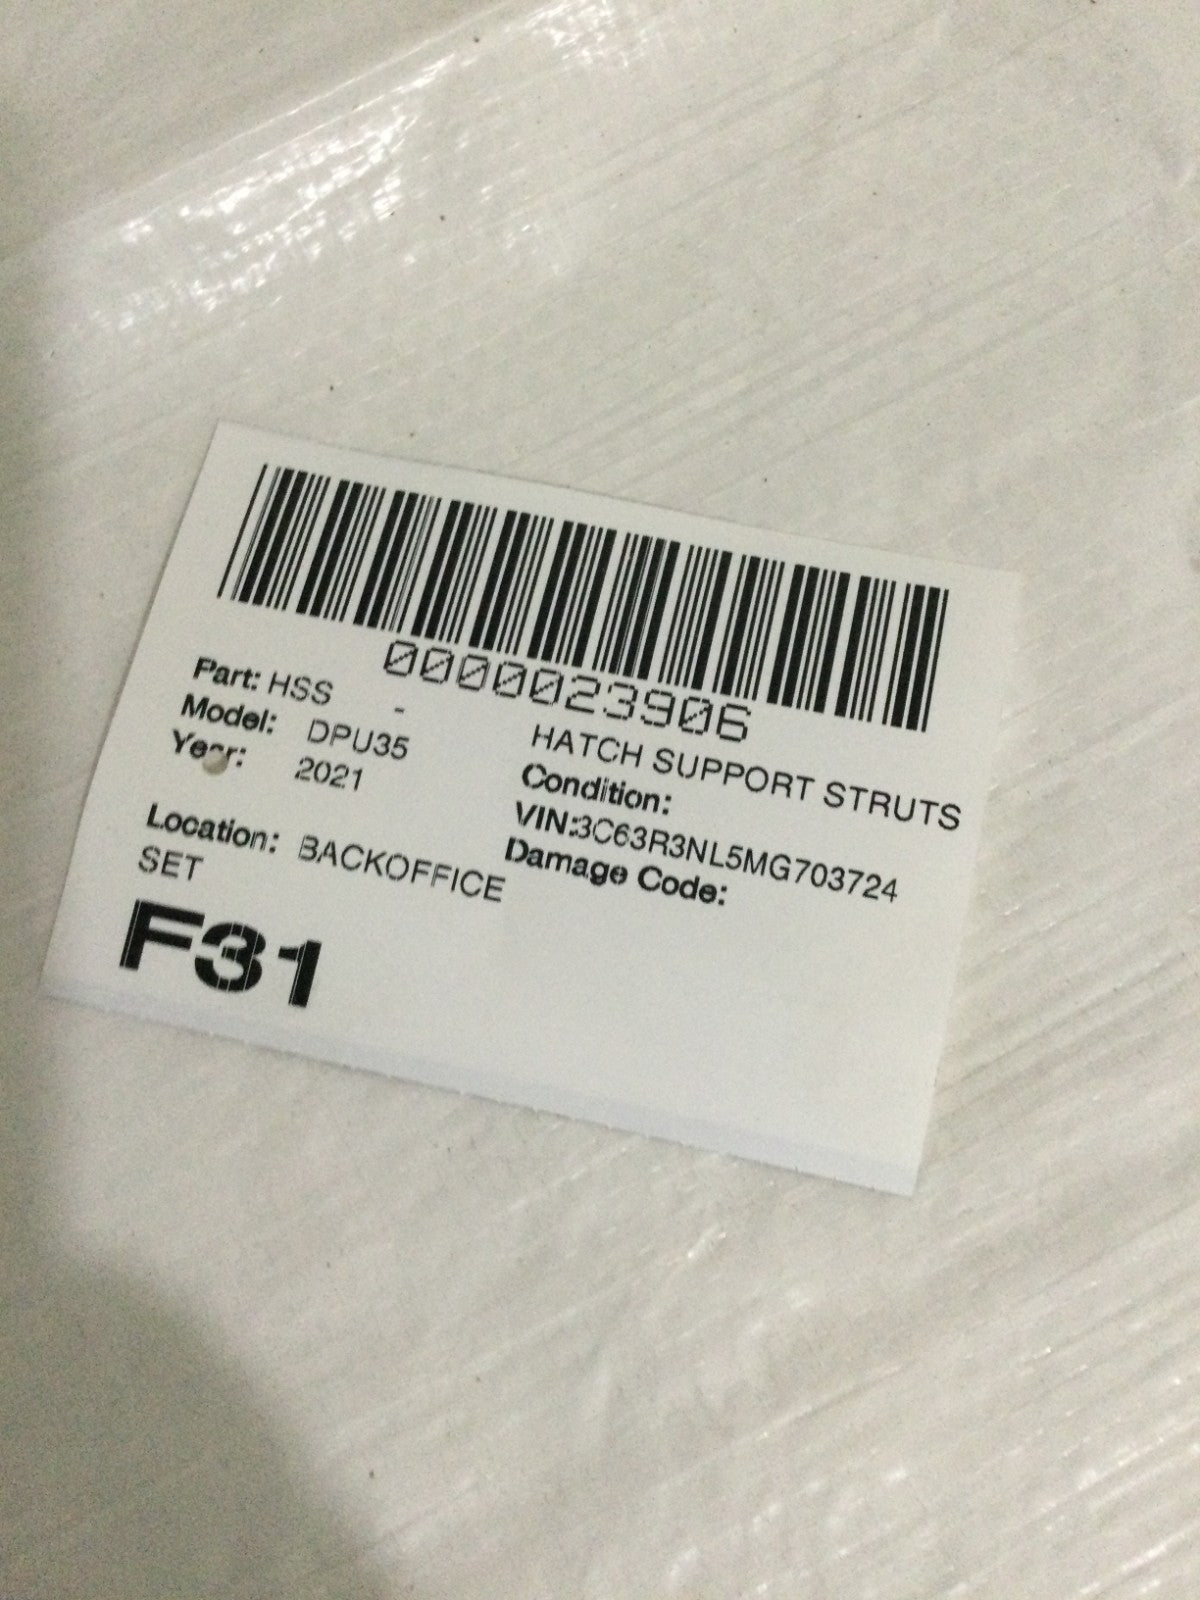 0000023906
Part: HSS -
HATCH SUPPORT STRUTS
Model: DPU35
Condition:
Year: 2021
VIN:3C63R3NL5MG703724
Damage Code:
Location: BACKOFFICE
SET
F31